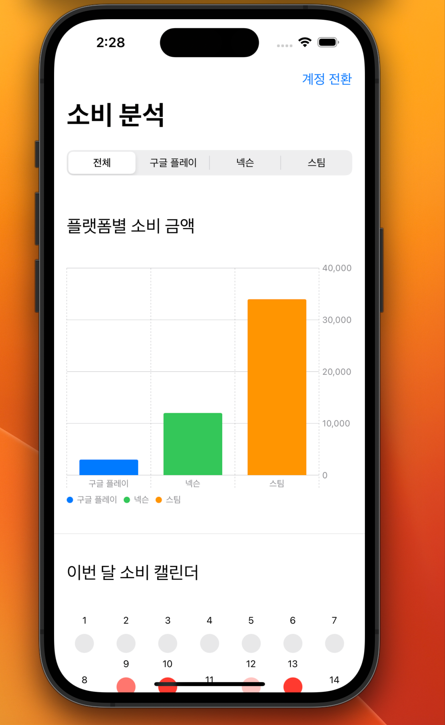 2:28
계정 전환
소비 분석
전체 구글 플레이 넥슨 스팀
플랫폼별 소비 금액
40,000
30,000
20,000
10,000
0
구글 플레이 넥슨 스팀
구글 플레이 넥슨 스팀
이번 달 소비 캘린더
1 2 3 4 5 6 7
8 9 10 11 12 13 14